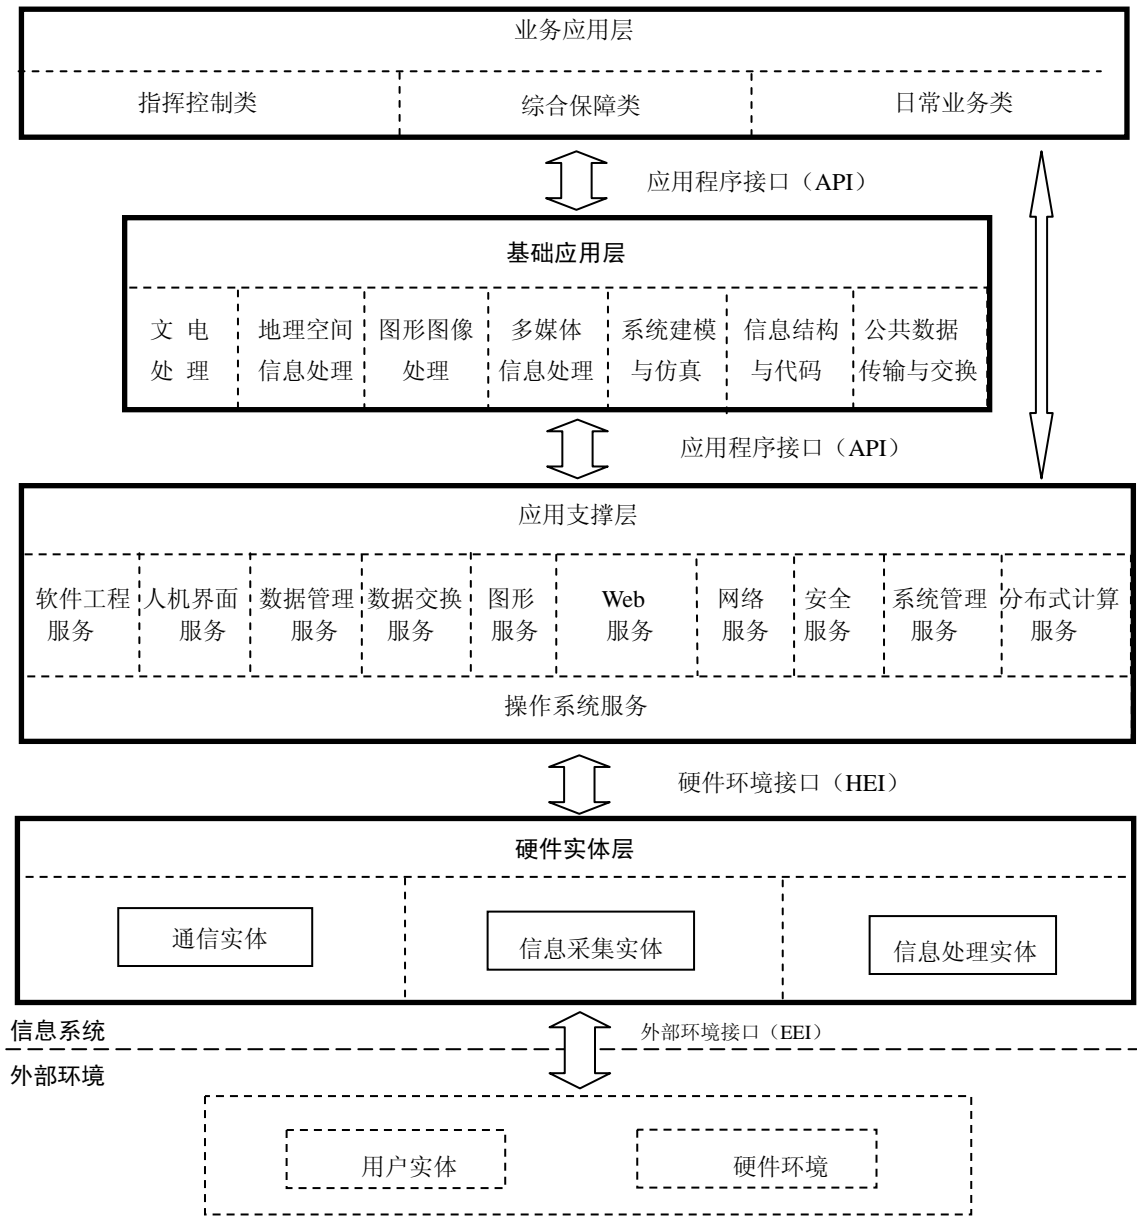 业务应用层
指挥控制类 综合保障类 日常业务类
应用程序接口（API）
基础应用层
文 电 地理空间 图形图像 多媒体 系统建模 信息结构 公共数据
处 理 信息处理 处理 信息处理 与仿真 与代码 传输与交换
应用程序接口（API）
应用支撑层
软件工程 人机界面 数据管理 数据交换 图形 Web 网络 安全 系统管理 分布式计算
服务 服务 服务 服务 服务 服务 服务 服务 服务 服务
操作系统服务
硬件环境接口（HEI）
硬件实体层
通信实体 信息采集实体 信息处理实体
信息系统 外部环境接口（EEI）
外部环境
用户实体 硬件环境